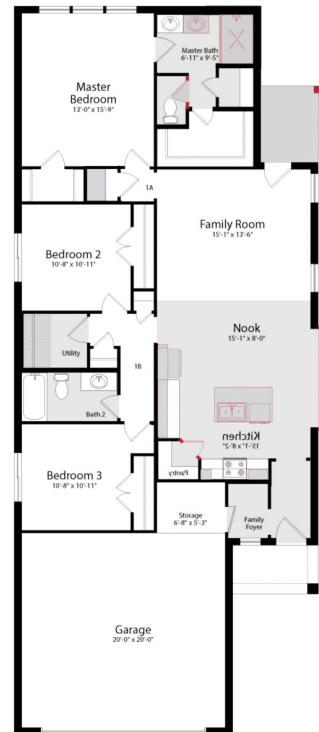 Master Bath
6'-11" x 9'-5"
Master
Bedroom
13'-0" x 15'-9"
1A
Family Room
15'-1" x 13'-6"
Bedroom 2
10'-8" x 10'-11"
Nook
15'-1" x 8'-0"
Utility
1B
Bath 2
Kitchen
15'-1" x 8'-2"
Pantry
Bedroom 3
10'-8" x 10'-11"
Storage
6'-8" x 5'-3"
Family
Foyer
Garage
20'-0" x 20'-0"